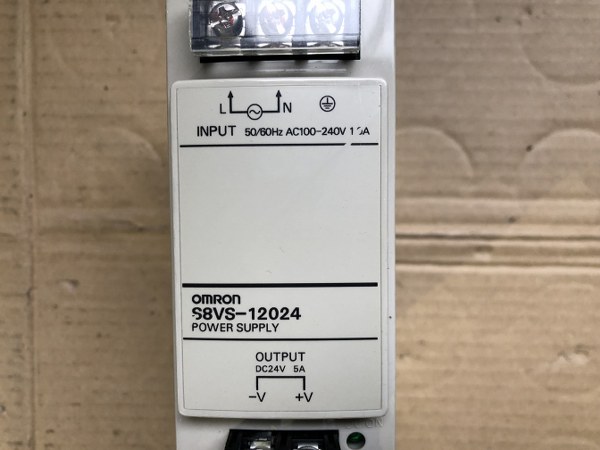 L N
INPUT 50/60Hz AC100-240V
OMRON
S8VS-12024
POWER SUPPLY
OUTPUT
DC24V 5A
-V +V